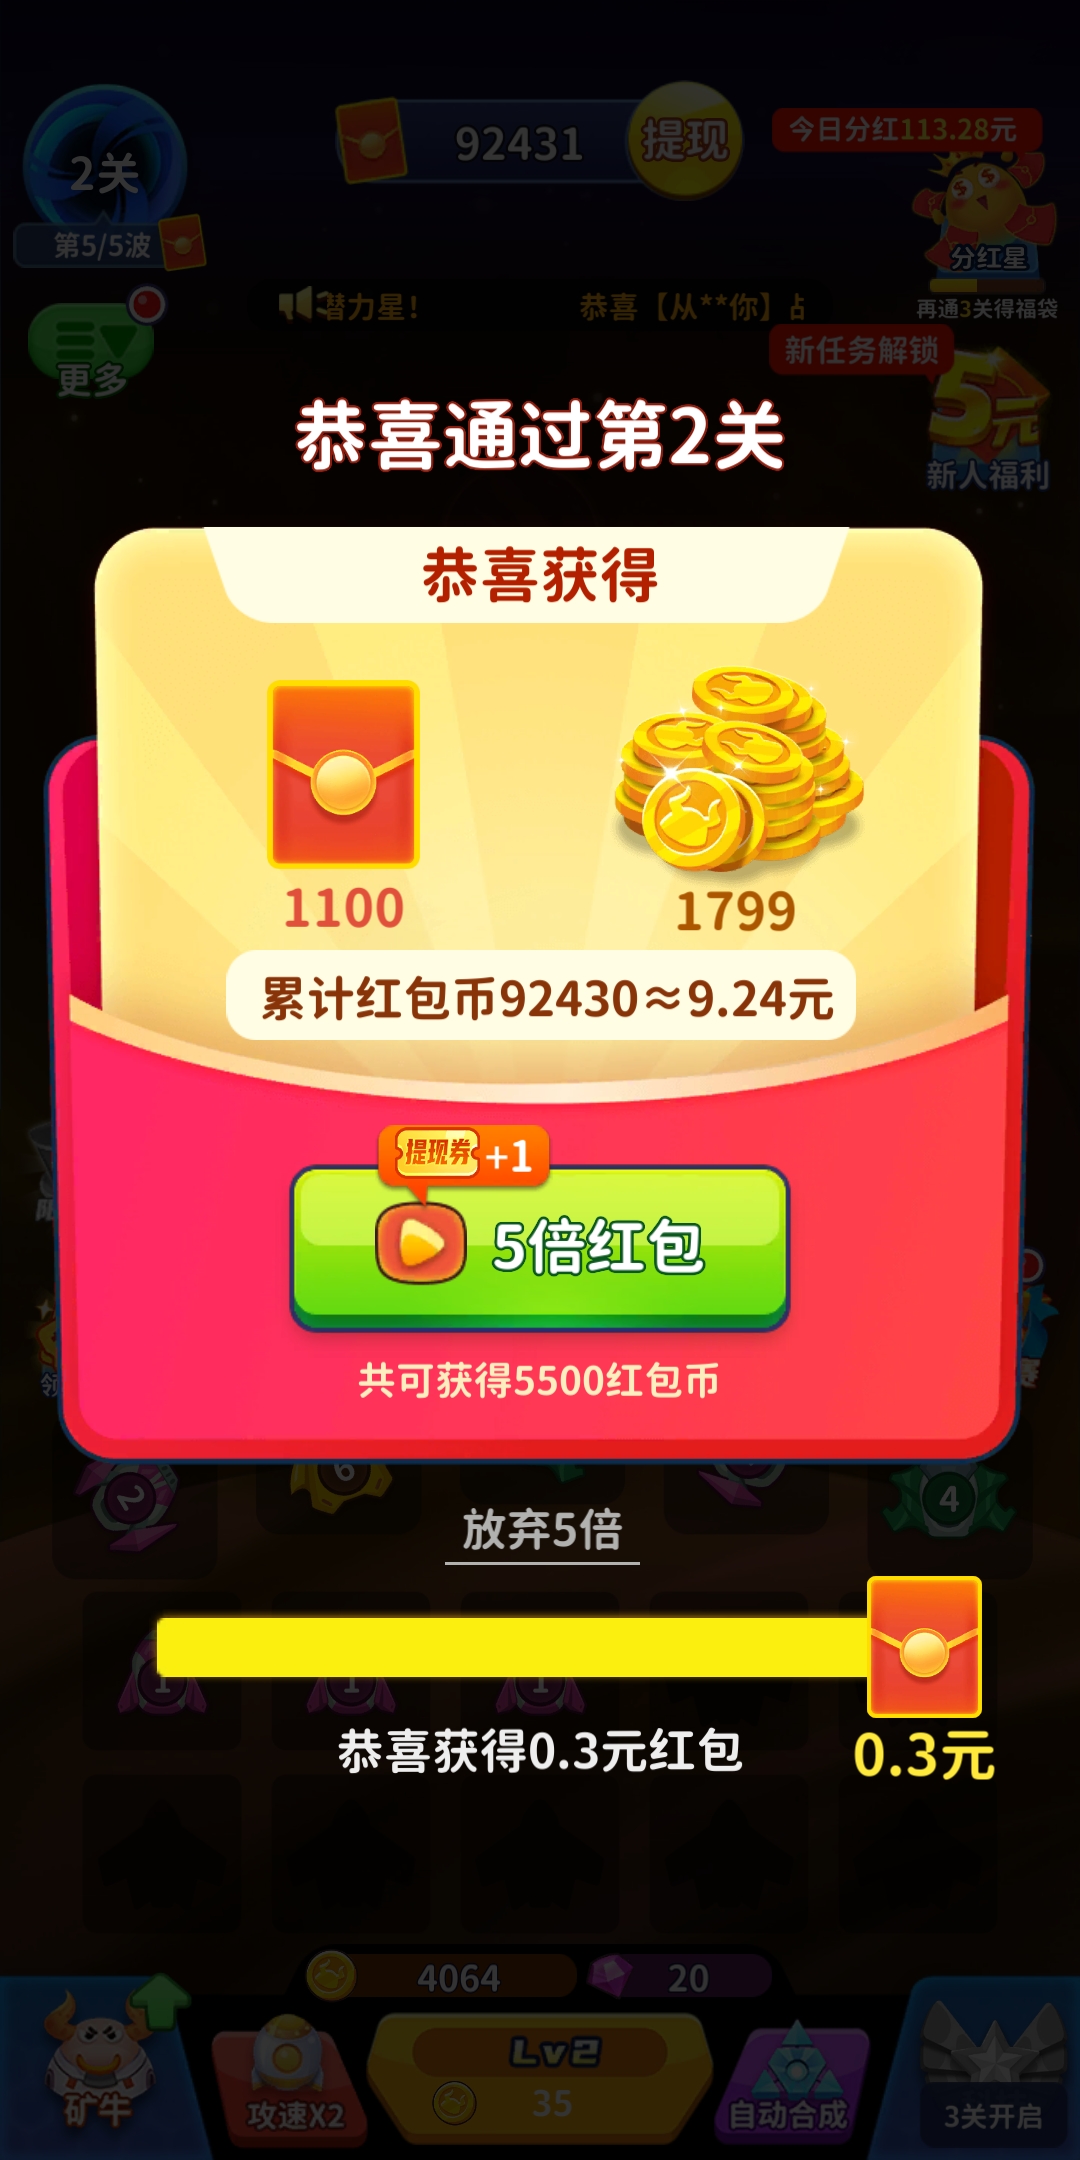 2关
92431
提现
今日分红113.28元
第5/5波
分红星
潜力星！
恭喜【从**你】占
再通3关得福袋
更多
新任务解锁
5元
新人福利
恭喜通过第2关
恭喜获得
1100
1799
累计红包币92430≈9.24元
提现券+1
5倍红包
共可获得5500红包币
2
6
4
放弃5倍
1
1
1
恭喜获得0.3元红包
0.3元
4064
20
矿牛
攻速X2
Lv2
35
自动合成
3关开启